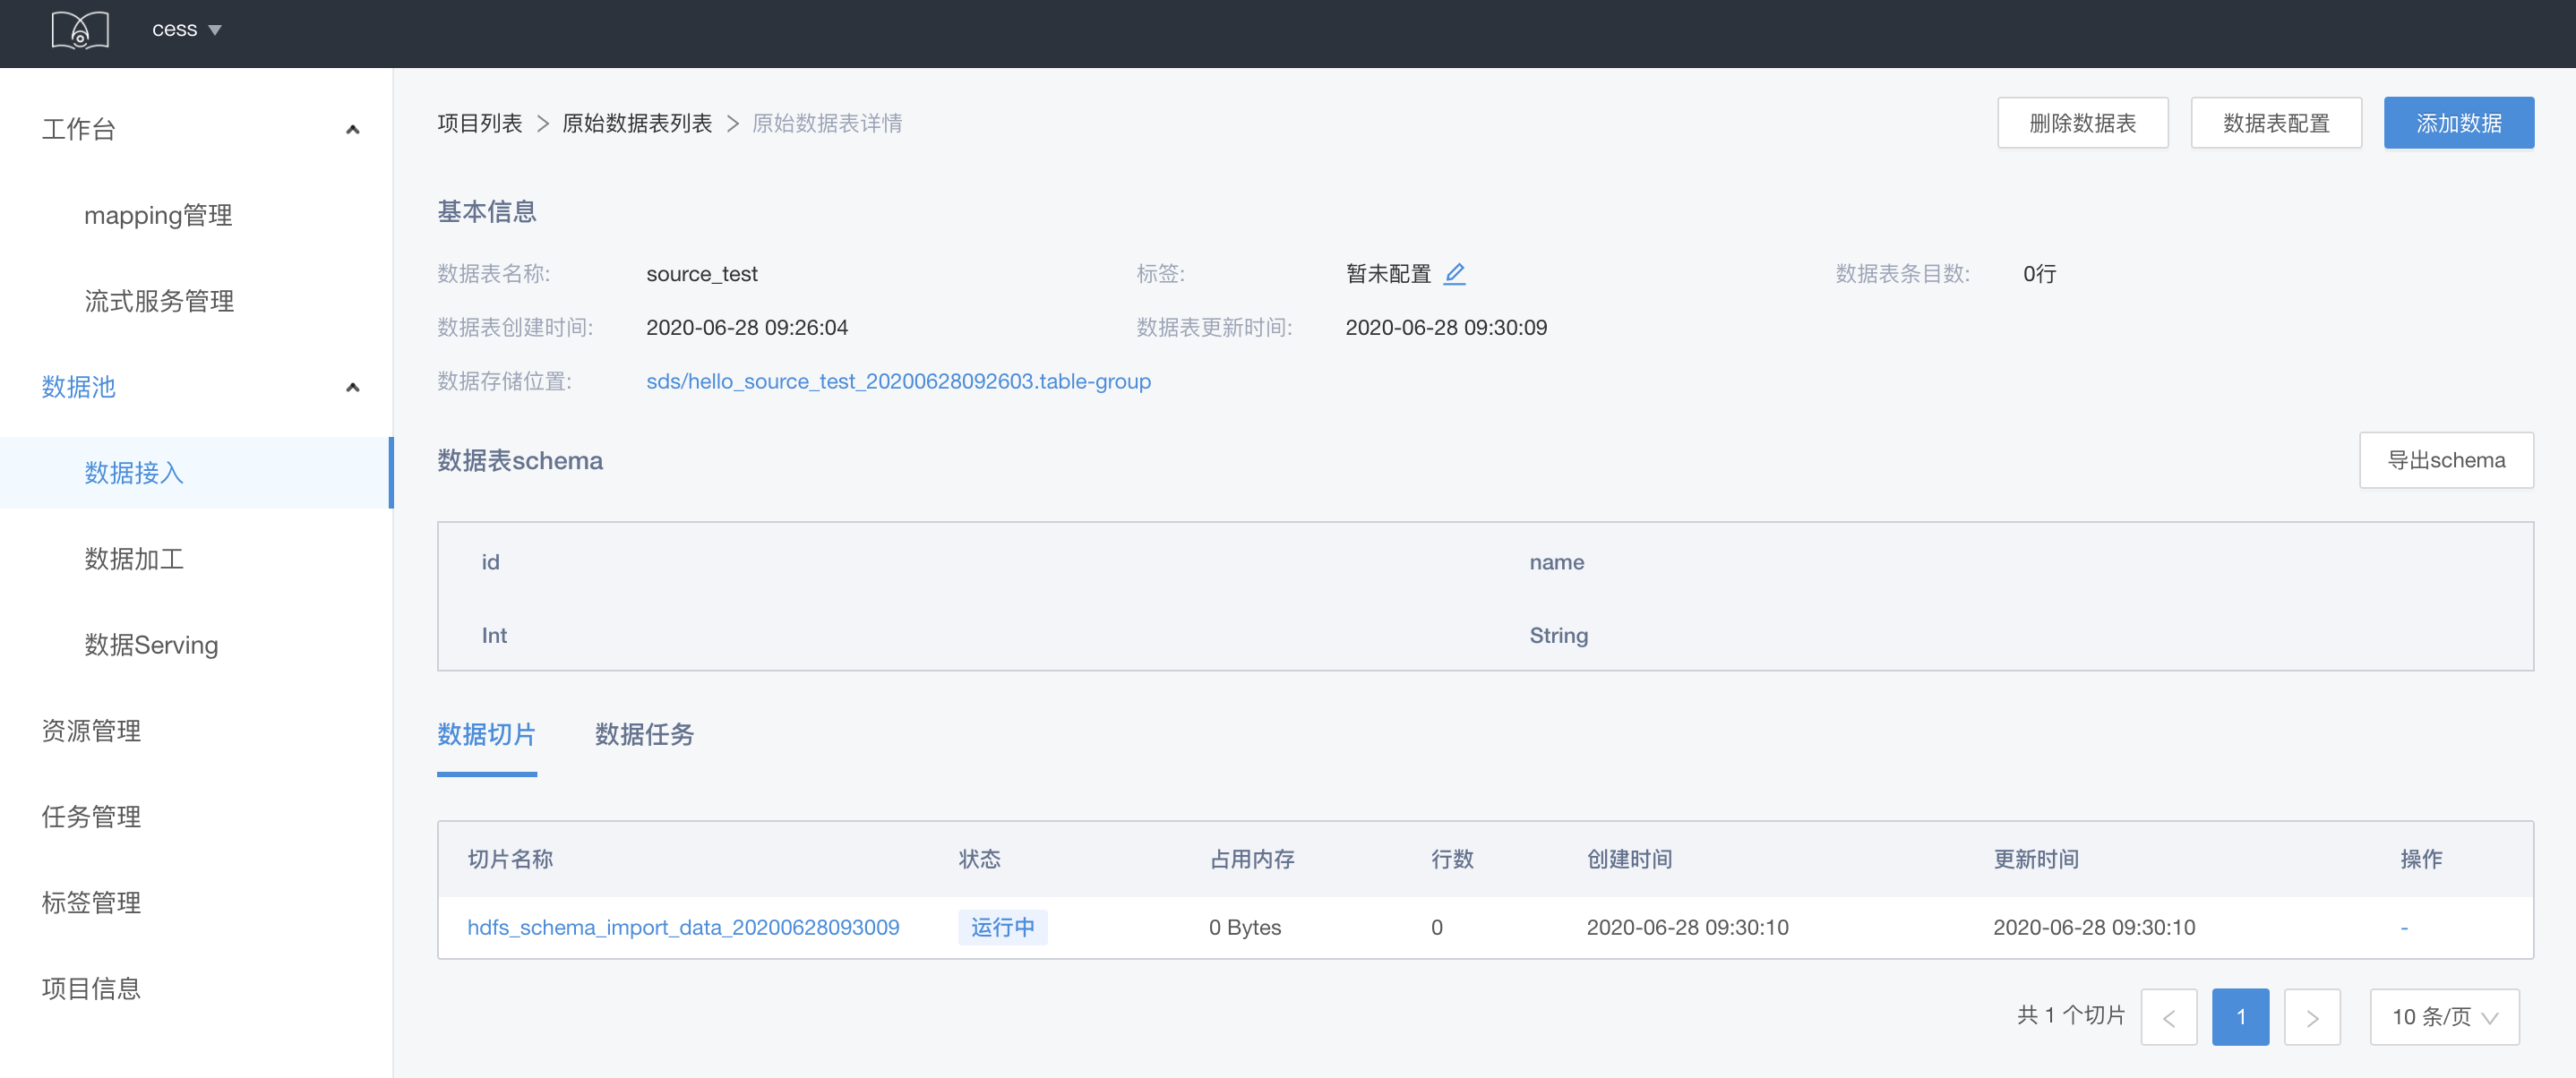 cess
工作台
mapping管理
流式服务管理
数据池
数据接入
数据加工
数据Serving
资源管理
任务管理
标签管理
项目信息
项目列表 > 原始数据表列表 > 原始数据表详情
删除数据表 数据表配置 添加数据
基本信息
数据表名称: source_test 标签: 暂未配置 数据表条目数: 0行
数据表创建时间: 2020-06-28 09:26:04 数据表更新时间: 2020-06-28 09:30:09
数据存储位置: sds/hello_source_test_20200628092603.table-group
数据表schema 导出schema
id name
Int String
数据切片 数据任务
切片名称 状态 占用内存 行数 创建时间 更新时间 操作
hdfs_schema_import_data_20200628093009 运行中 0 Bytes 0 2020-06-28 09:30:10 2020-06-28 09:30:10 -
共 1 个切片 < 1 > 10 条/页